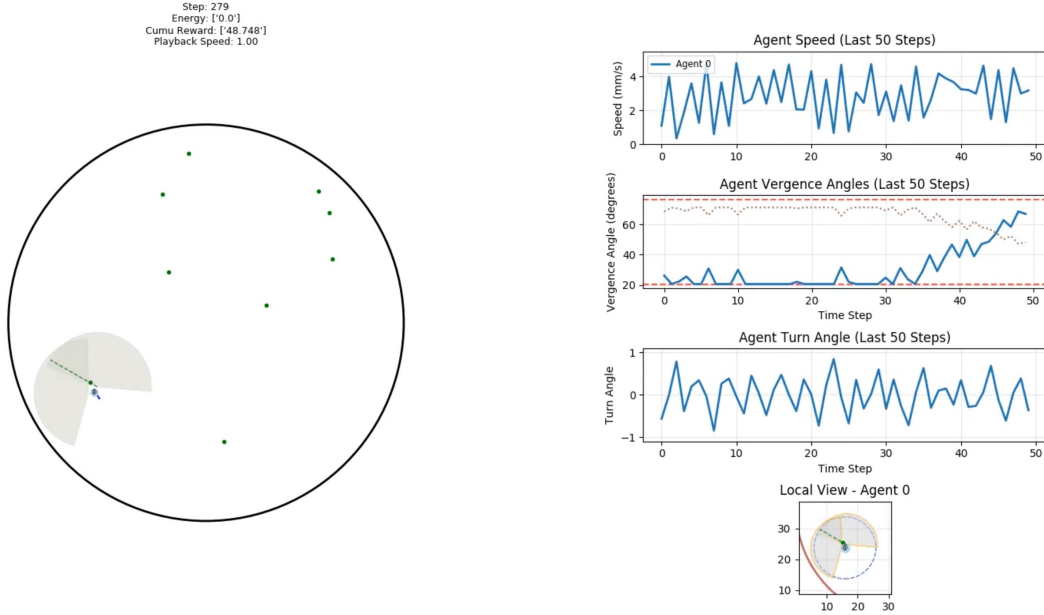 Step: 279
Energy: ['0.0']
Cumu Reward: ['48.748']
Playback Speed: 1.00
Agent Speed (Last 50 Steps)
Speed (mm/s)
4
2
0
Agent 0
0 10 20 30 40 50
Agent Vergence Angles (Last 50 Steps)
Vergence Angle (degrees)
60
40
20
0 10 20 30 40 50
Time Step
Agent Turn Angle (Last 50 Steps)
Turn Angle
1
0
−1
0 10 20 30 40 50
Time Step
Local View - Agent 0
30
20
10
10 20 30